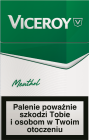 VICEROY V
Menthol
Palenie poważnie
szkodzi Tobie
i osobom w Twoim
otoczeniu